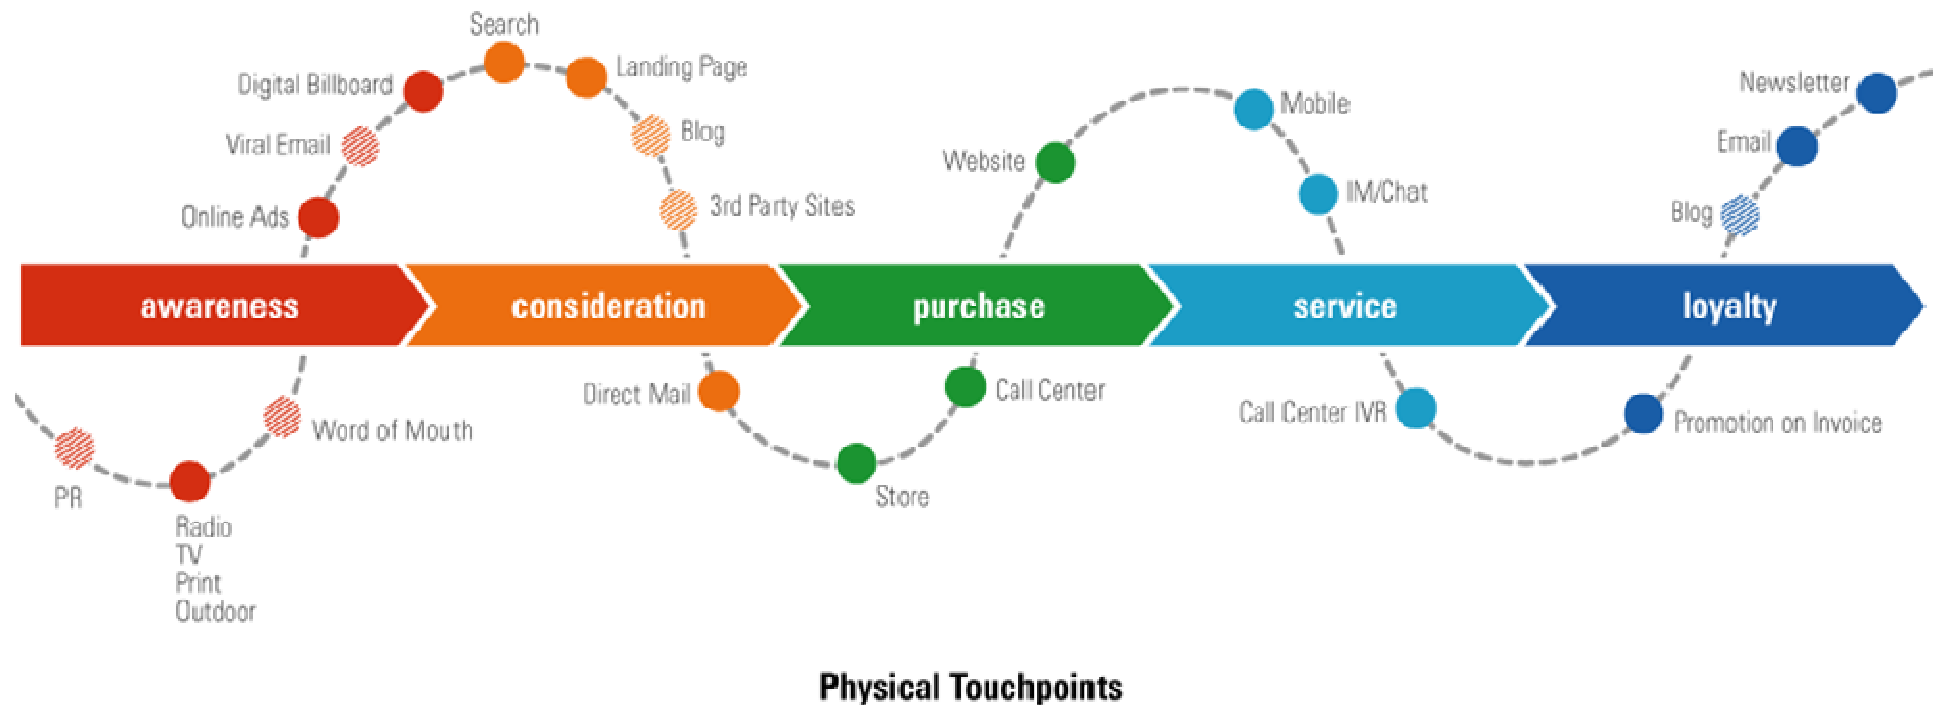 Search
Landing Page
Digital Billboard
Viral Email
Blog
Online Ads
3rd Party Sites
Website
Mobile
IM/Chat
Newsletter
Email
Blog
awareness
consideration
purchase
service
loyalty
PR
Radio
TV
Print
Outdoor
Word of Mouth
Direct Mail
Store
Call Center
Call Center IVR
Promotion on Invoice
Physical Touchpoints